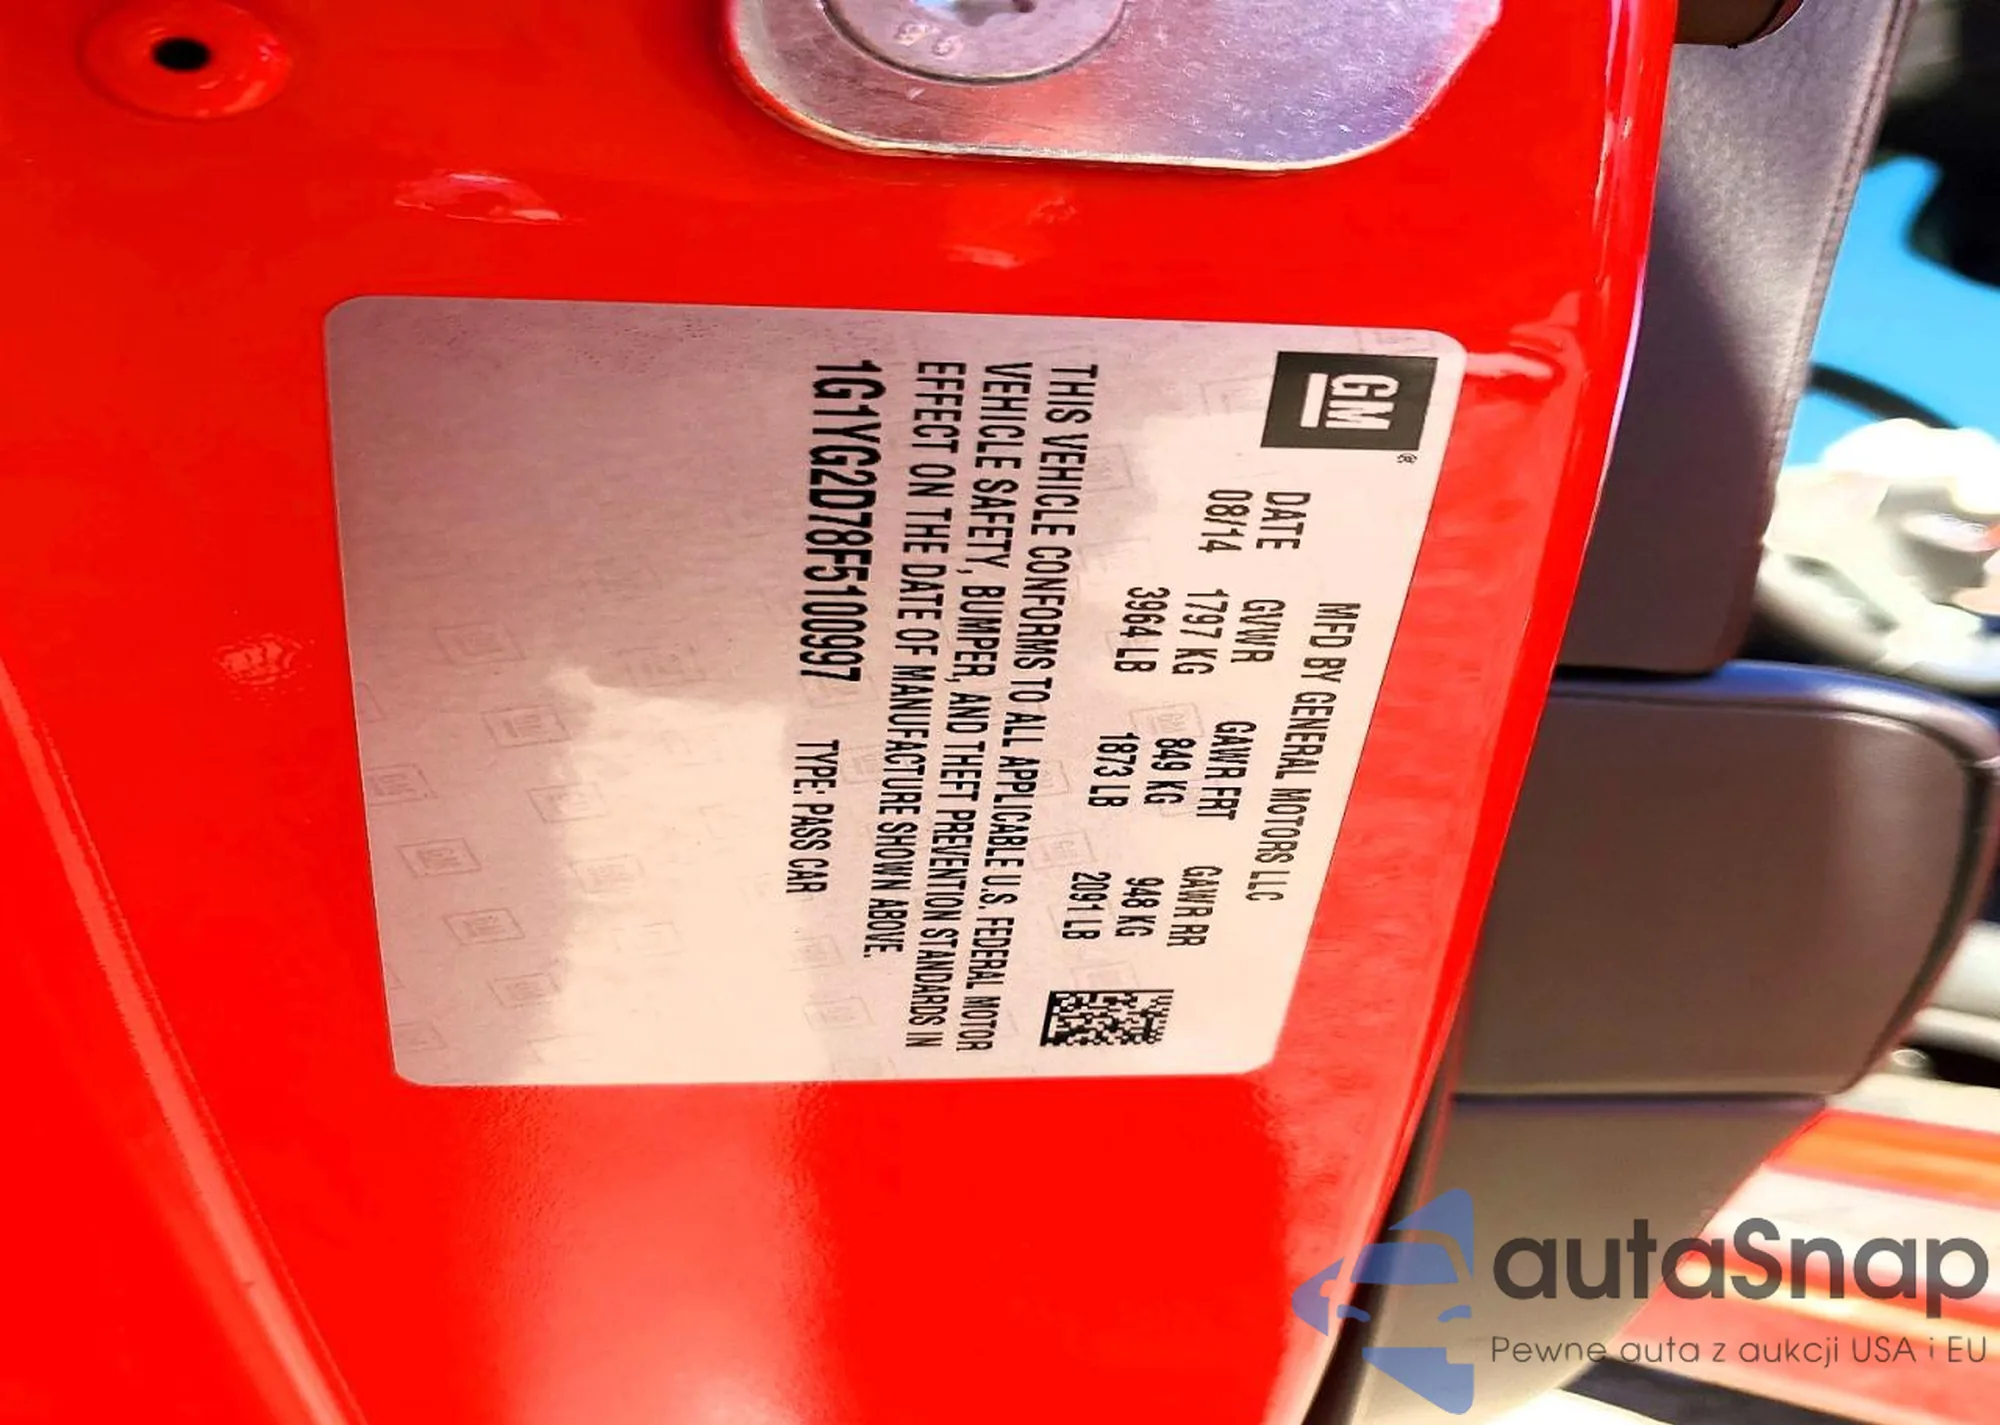 GM ®
MFD BY GENERAL MOTORS LLC
DATE GVWR GAWR FRT GAWR RR
08/14 1797 KG 849 KG 948 KG
3964 LB 1873 LB 2091 LB
THIS VEHICLE CONFORMS TO ALL APPLICABLE U.S. FEDERAL MOTOR
VEHICLE SAFETY, BUMPER, AND THEFT PREVENTION STANDARDS IN
EFFECT ON THE DATE OF MANUFACTURE SHOWN ABOVE.
1G1YG2D78F5100997 TYPE: PASS CAR
autaSnap
Pewne auta z aukcji USA i EU